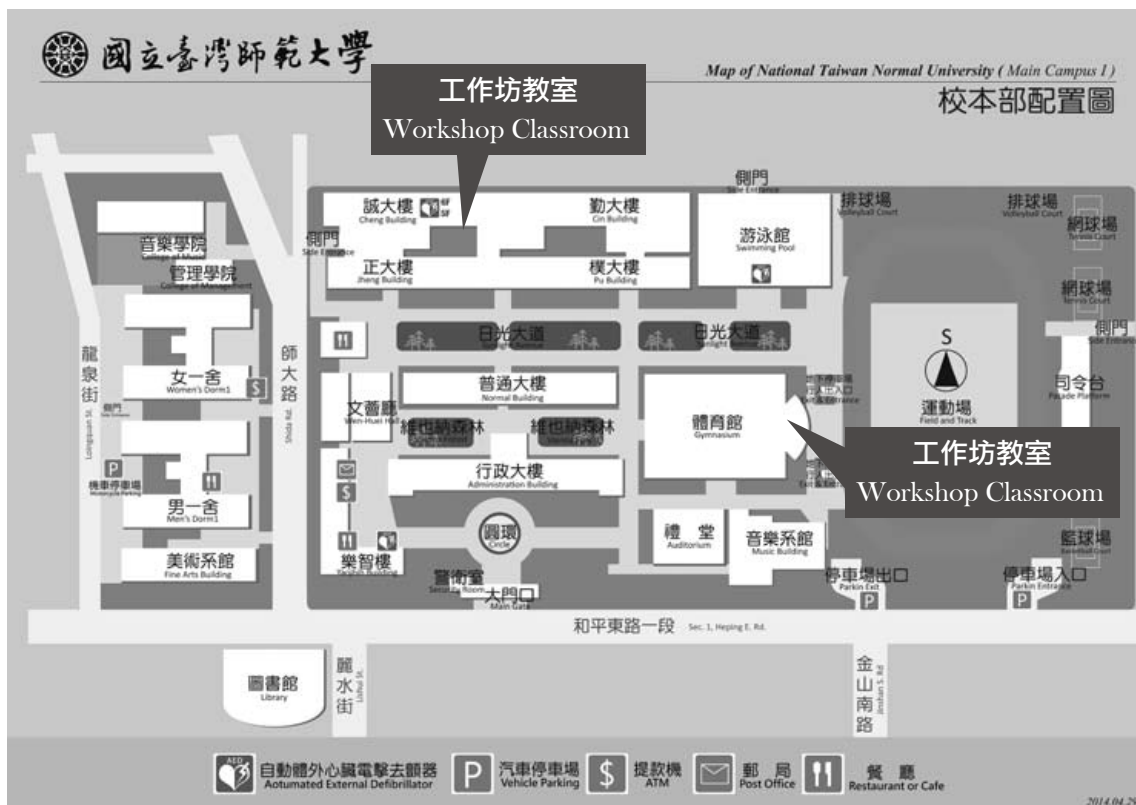 國立臺灣師範大學
Map of National Taiwan Normal University ( Main Campus I )
校本部配置圖
工作坊教室
Workshop Classroom
側門
Side Entrance
誠大樓
6F
5F
Cheng Building
勤大樓
Cin Building
游泳館
Swimming Pool
排球場
Volleyball Court
排球場
Volleyball Court
網球場
Tennis Court
音樂學院
College of Music
管理學院
College of Management
側門
Side Entrance
正大樓
Jheng Building
樸大樓
Pu Building
網球場
Tennis Court
日光大道
Sunlight Avenue
日光大道
Sunlight Avenue
側門
Side Entrance
龍泉街
師大路
Shida Rd.
女一舍
Women's Dorm1
$
文薈廳
Wen-Huei Hall
普通大樓
Normal Building
S
運動場
Field and Track
司令台
側門
維也納森林
維也納森林
體育館
Gymnasium
Exit & Entrance
工作坊教室
Workshop Classroom
P
機車停車場
Motorcycle Parking
$
行政大樓
Administration Building
男一舍
Men's Dorm1
圓環
Circle
禮堂
Auditorium
音樂系館
Music Building
籃球場
Basketball Court
美術系館
Fine Arts Building
樂智樓
警衛室
Security Room
大門口
Main Gate
停車場出口
Parkin Exit
P
停車場入口
Parkin Entrance
P
和平東路一段
Sec. 1, Heping E. Rd.
圖書館
Library
麗水街
Lishui St.
金山南路
Jinshan S. Rd
AED
自動體外心臟電擊去顫器
Aotumated External Defibrillator
P
汽車停車場
Vehicle Parking
$
提款機
ATM
郵局
Post Office
餐廳
Restaurant or Cafe
2014.04.29